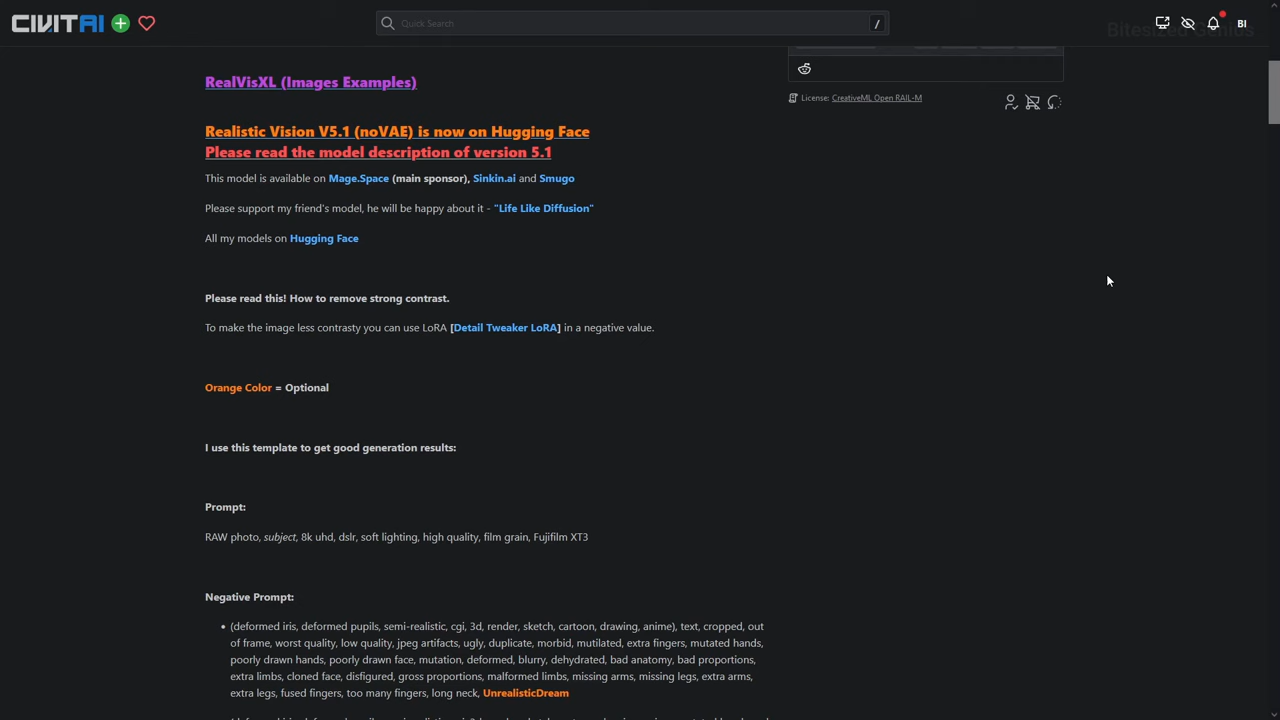 CIVITAI
Quick Search
/
BI
Bitesized Genius
RealVisXL (Images Examples)
License: CreativeML Open RAIL-M
Realistic Vision V5.1 (noVAE) is now on Hugging Face
Please read the model description of version 5.1
This model is available on Mage.Space (main sponsor), Sinkin.ai and Smugo
Please support my friend's model, he will be happy about it - "Life Like Diffusion"
All my models on Hugging Face
Please read this! How to remove strong contrast.
To make the image less contrasty you can use LoRA [Detail Tweaker LoRA] in a negative value.
Orange Color = Optional
I use this template to get good generation results:
Prompt:
RAW photo, subject, 8k uhd, dslr, soft lighting, high quality, film grain, Fujifilm XT3
Negative Prompt:
• (deformed iris, deformed pupils, semi-realistic, cgi, 3d, render, sketch, cartoon, drawing, anime), text, cropped, out
of frame, worst quality, low quality, jpeg artifacts, ugly, duplicate, morbid, mutilated, extra fingers, mutated hands,
poorly drawn hands, poorly drawn face, mutation, deformed, blurry, dehydrated, bad anatomy, bad proportions,
extra limbs, cloned face, disfigured, gross proportions, malformed limbs, missing arms, missing legs, extra arms,
extra legs, fused fingers, too many fingers, long neck, UnrealisticDream